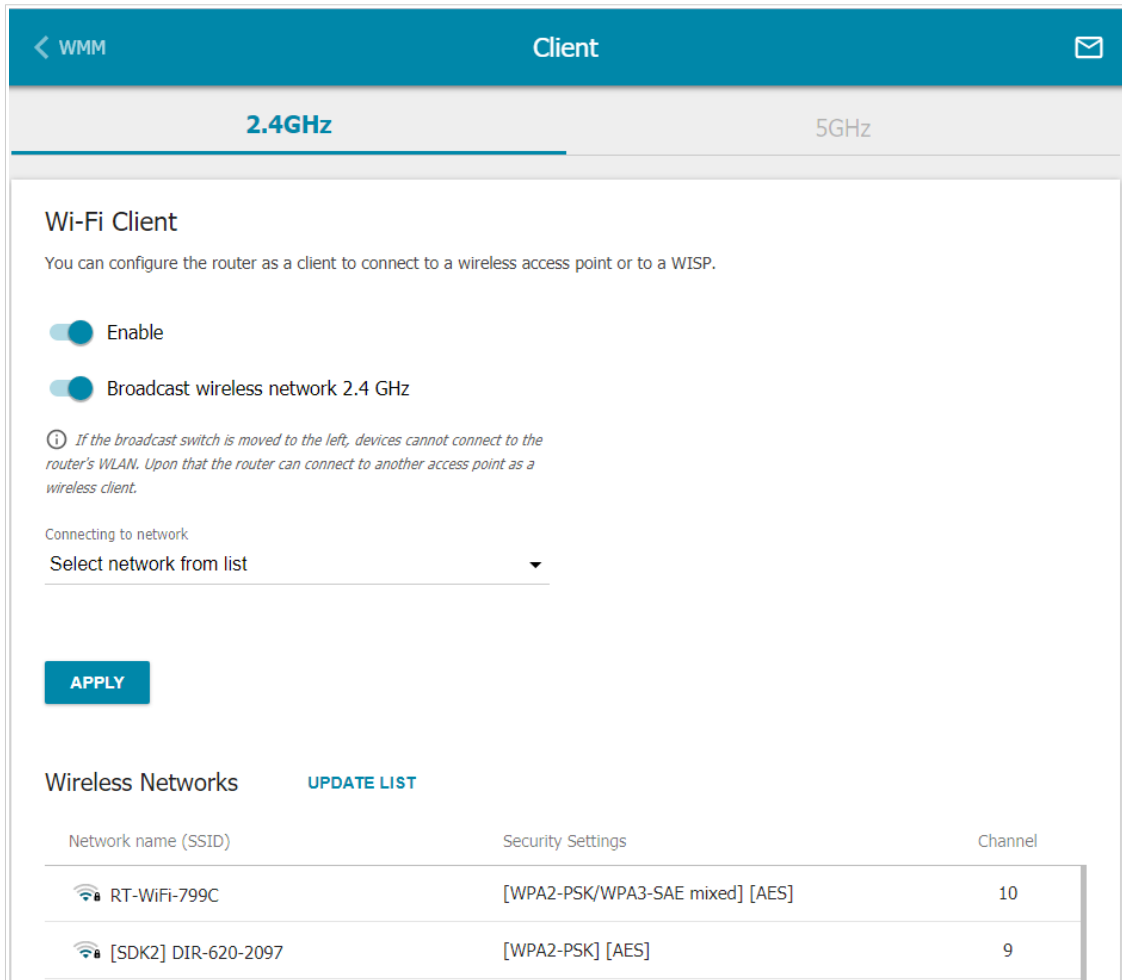 WMM
Client
2.4GHz
5GHz
Wi-Fi Client
You can configure the router as a client to connect to a wireless access point or to a WISP.
Enable
Broadcast wireless network 2.4 GHz
If the broadcast switch is moved to the left, devices cannot connect to the
router's WLAN. Upon that the router can connect to another access point as a
wireless client.
Connecting to network
Select network from list
APPLY
Wireless Networks UPDATE LIST
Network name (SSID) Security Settings Channel
RT-WiFi-799C [WPA2-PSK/WPA3-SAE mixed] [AES] 10
[SDK2] DIR-620-2097 [WPA2-PSK] [AES] 9